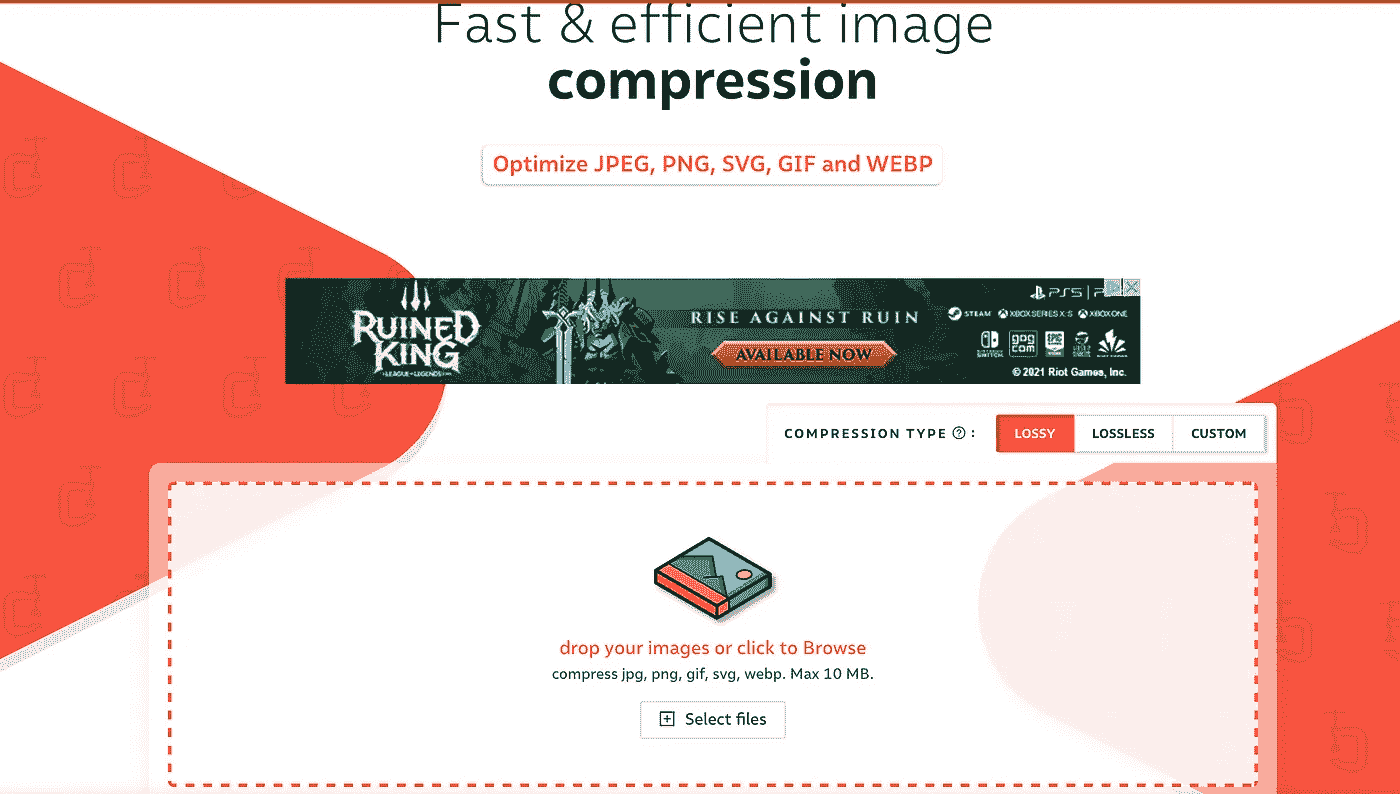 Fast & efficient image
compression
Optimize JPEG, PNG, SVG, GIF and WEBP
RUINED
KING
LEAGUE OF LEGENDS
RISE AGAINST RUIN
AVAILABLE NOW
PS5
STEAM XBOX SERIES X|S XBOX ONE
NINTENDO
SWITCH
gog
com
EPIC
GAMES
© 2021 Riot Games, Inc.
COMPRESSION TYPE ? :
LOSSY LOSSLESS CUSTOM
drop your images or click to Browse
compress jpg, png, gif, svg, webp. Max 10 MB.
Select files